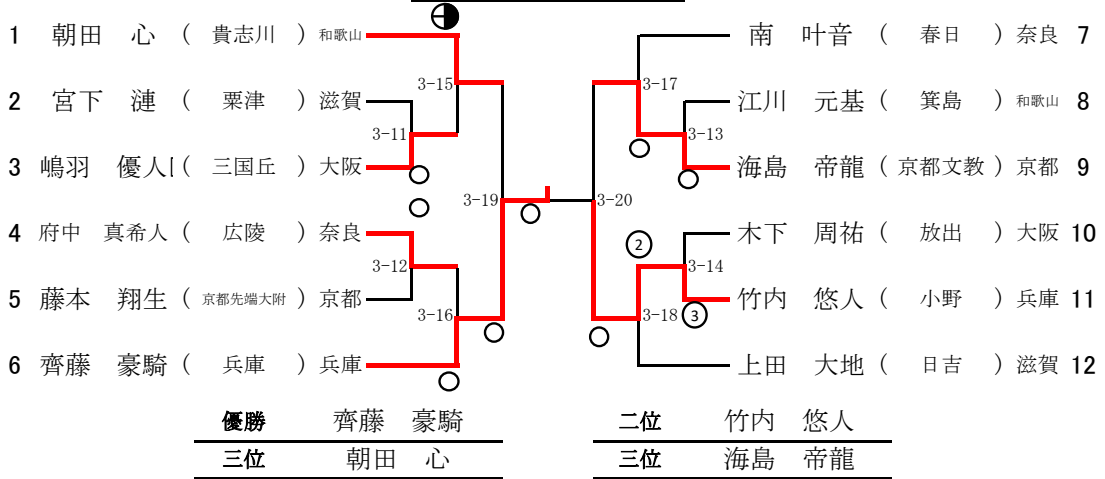 1 朝田 心 ( 貴志川 ) 和歌山
南 叶音 ( 春日 ) 奈良 7
3-15
3-17
2 宮下 漣 ( 粟津 ) 滋賀
江川 元基 ( 箕島 ) 和歌山 8
3-11
3-13
3 嶋羽 優人 ( 三国丘 ) 大阪
海島 帝龍 ( 京都文教 ) 京都 9
3-19
3-20
4 府中 真希人 ( 広陵 ) 奈良
2
木下 周祐 ( 放出 ) 大阪 10
3-12
3-14
5 藤本 翔生 ( 京都先端大附 ) 京都
竹内 悠人 ( 小野 ) 兵庫 11
3-16
3-18 3
6 齊藤 豪騎 ( 兵庫 ) 兵庫
上田 大地 ( 日吉 ) 滋賀 12
優勝 齊藤 豪騎
二位 竹内 悠人
三位 朝田 心
三位 海島 帝龍